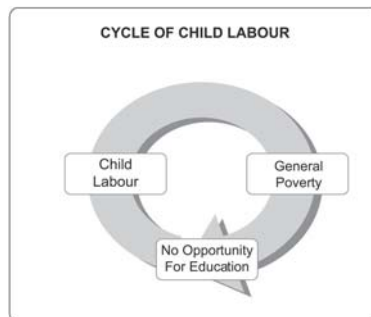 CYCLE OF CHILD LABOUR
Child
Labour
General
Poverty
No Opportunity
For Education